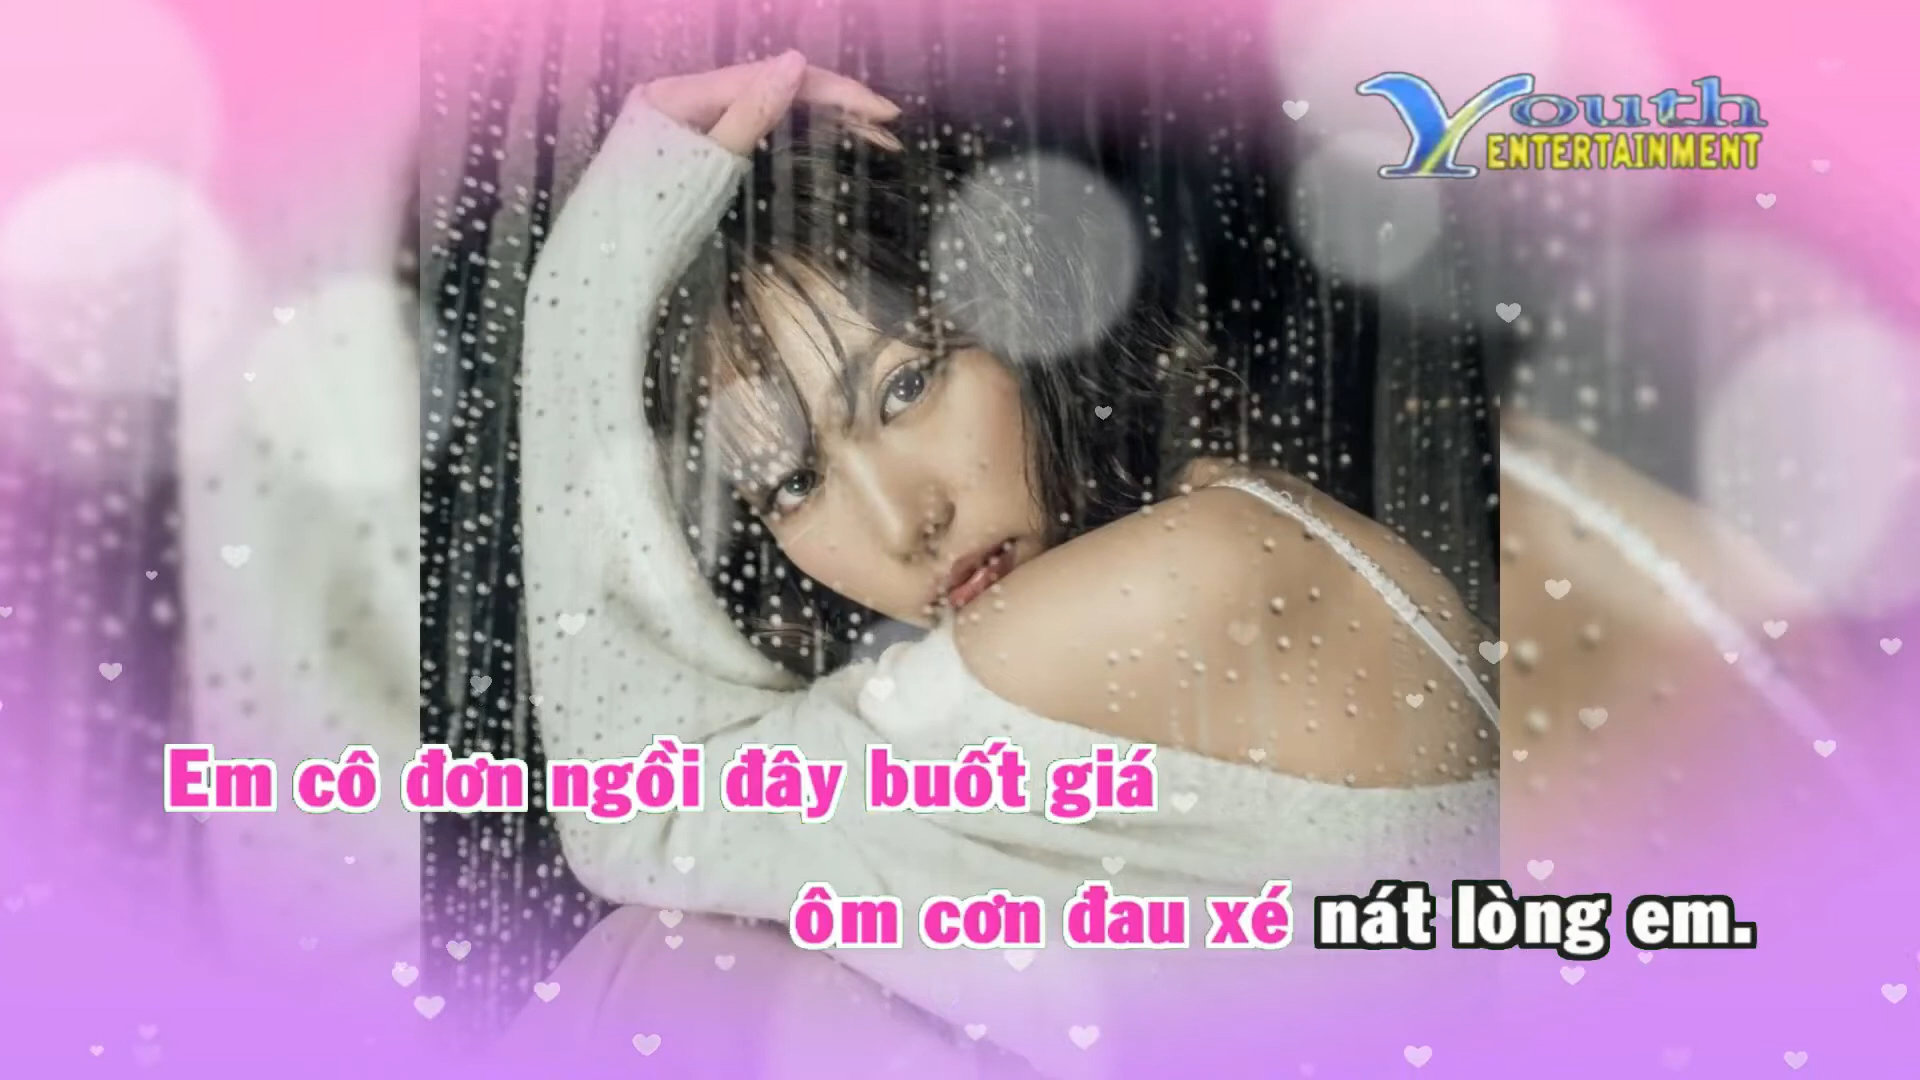 Youth
ENTERTAINMENT
Em cô đơn ngồi đây buốt giá
ôm cơn đau xé nát lòng em.